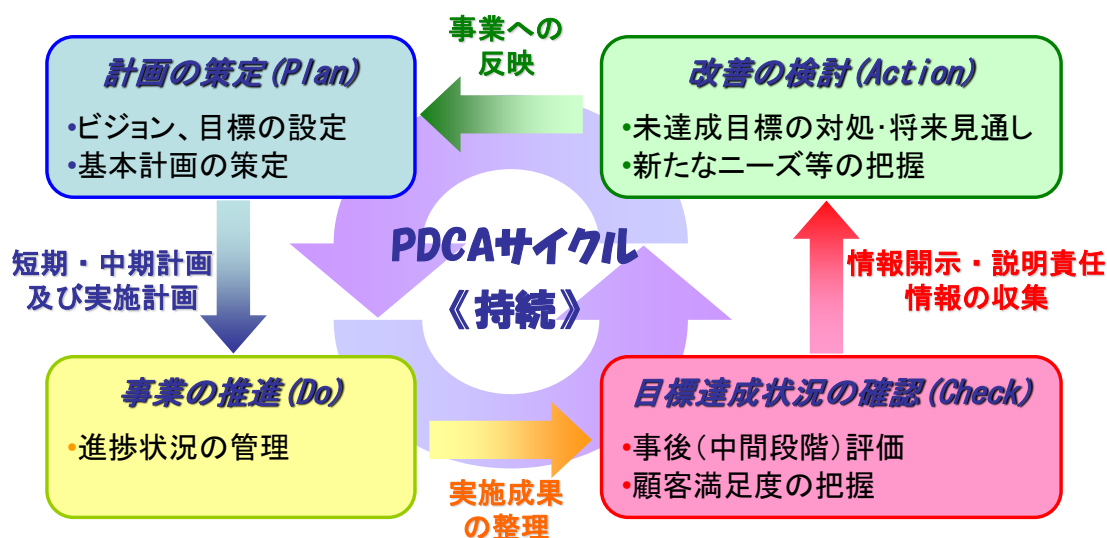 事業への
反映
計画の策定(Plan)
•ビジョン、目標の設定
•基本計画の策定
改善の検討(Action)
•未達成目標の対処・将来見通し
•新たなニーズ等の把握
PDCAサイクル
《持続》
短期・中期計画
及び実施計画
情報開示・説明責任
情報の収集
事業の推進(Do)
•進捗状況の管理
目標達成状況の確認(Check)
•事後（中間段階）評価
•顧客満足度の把握
実施成果
の整理